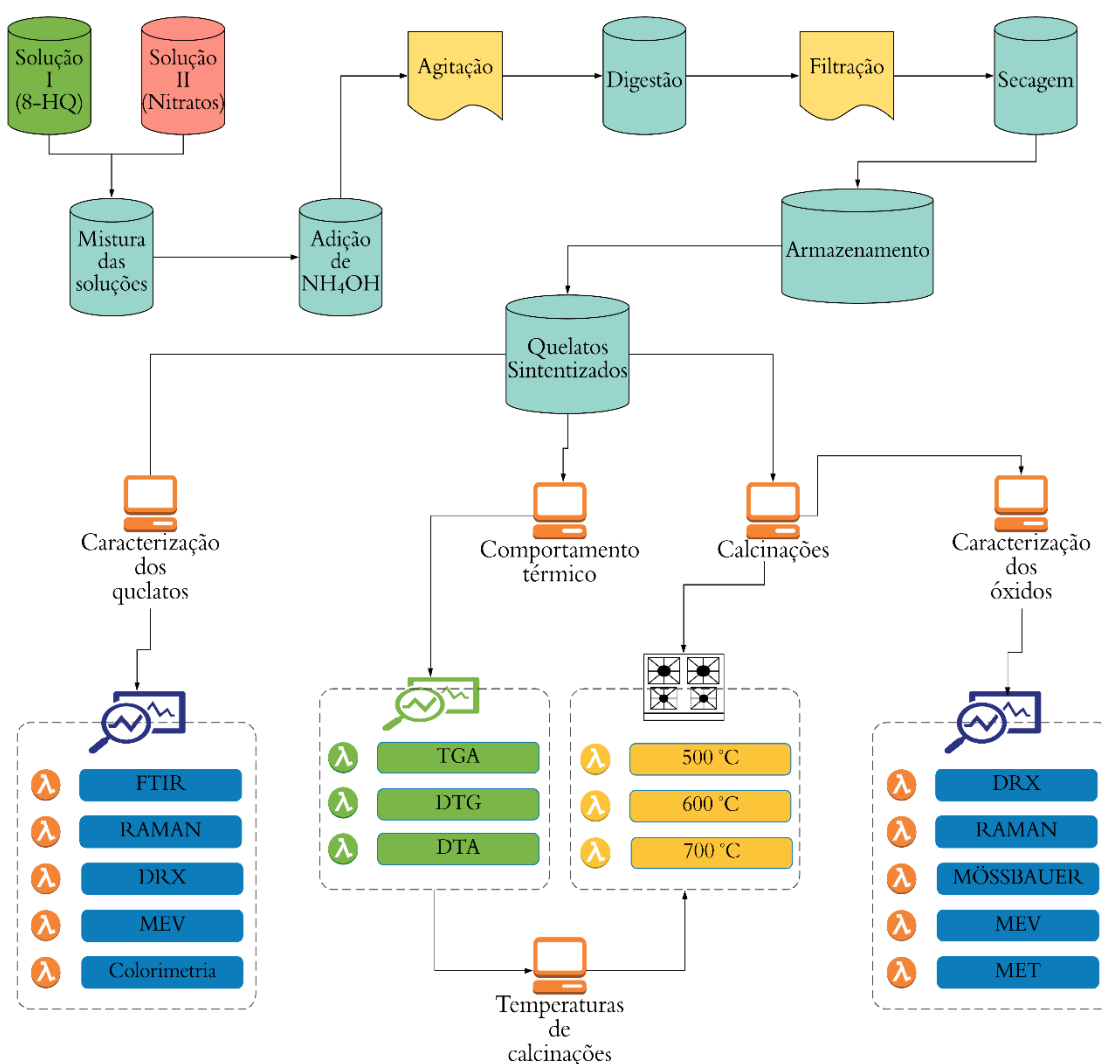 Solução
I
(8-HQ)
Solução
II
(Nitratos)
Agitação
Digestão
Filtração
Secagem
Mistura
das
soluções
Adição
de
NH₄OH
Armazenamento
Quelatos
Sintentizados
Caracterização
dos
quelatos
Comportamento
térmico
Calcinações
Caracterização
dos
óxidos
λ FTIR
λ RAMAN
λ DRX
λ MEV
λ Colorimetria
λ TGA
λ DTG
λ DTA
λ 500 °C
λ 600 °C
λ 700 °C
λ DRX
λ RAMAN
λ MÖSSBAUER
λ MEV
λ MET
Temperaturas
de
calcinações